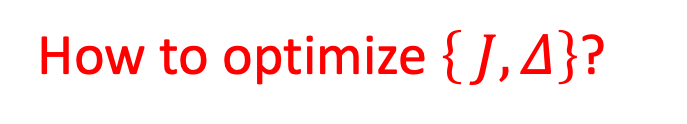 How to optimize {J, Δ}?